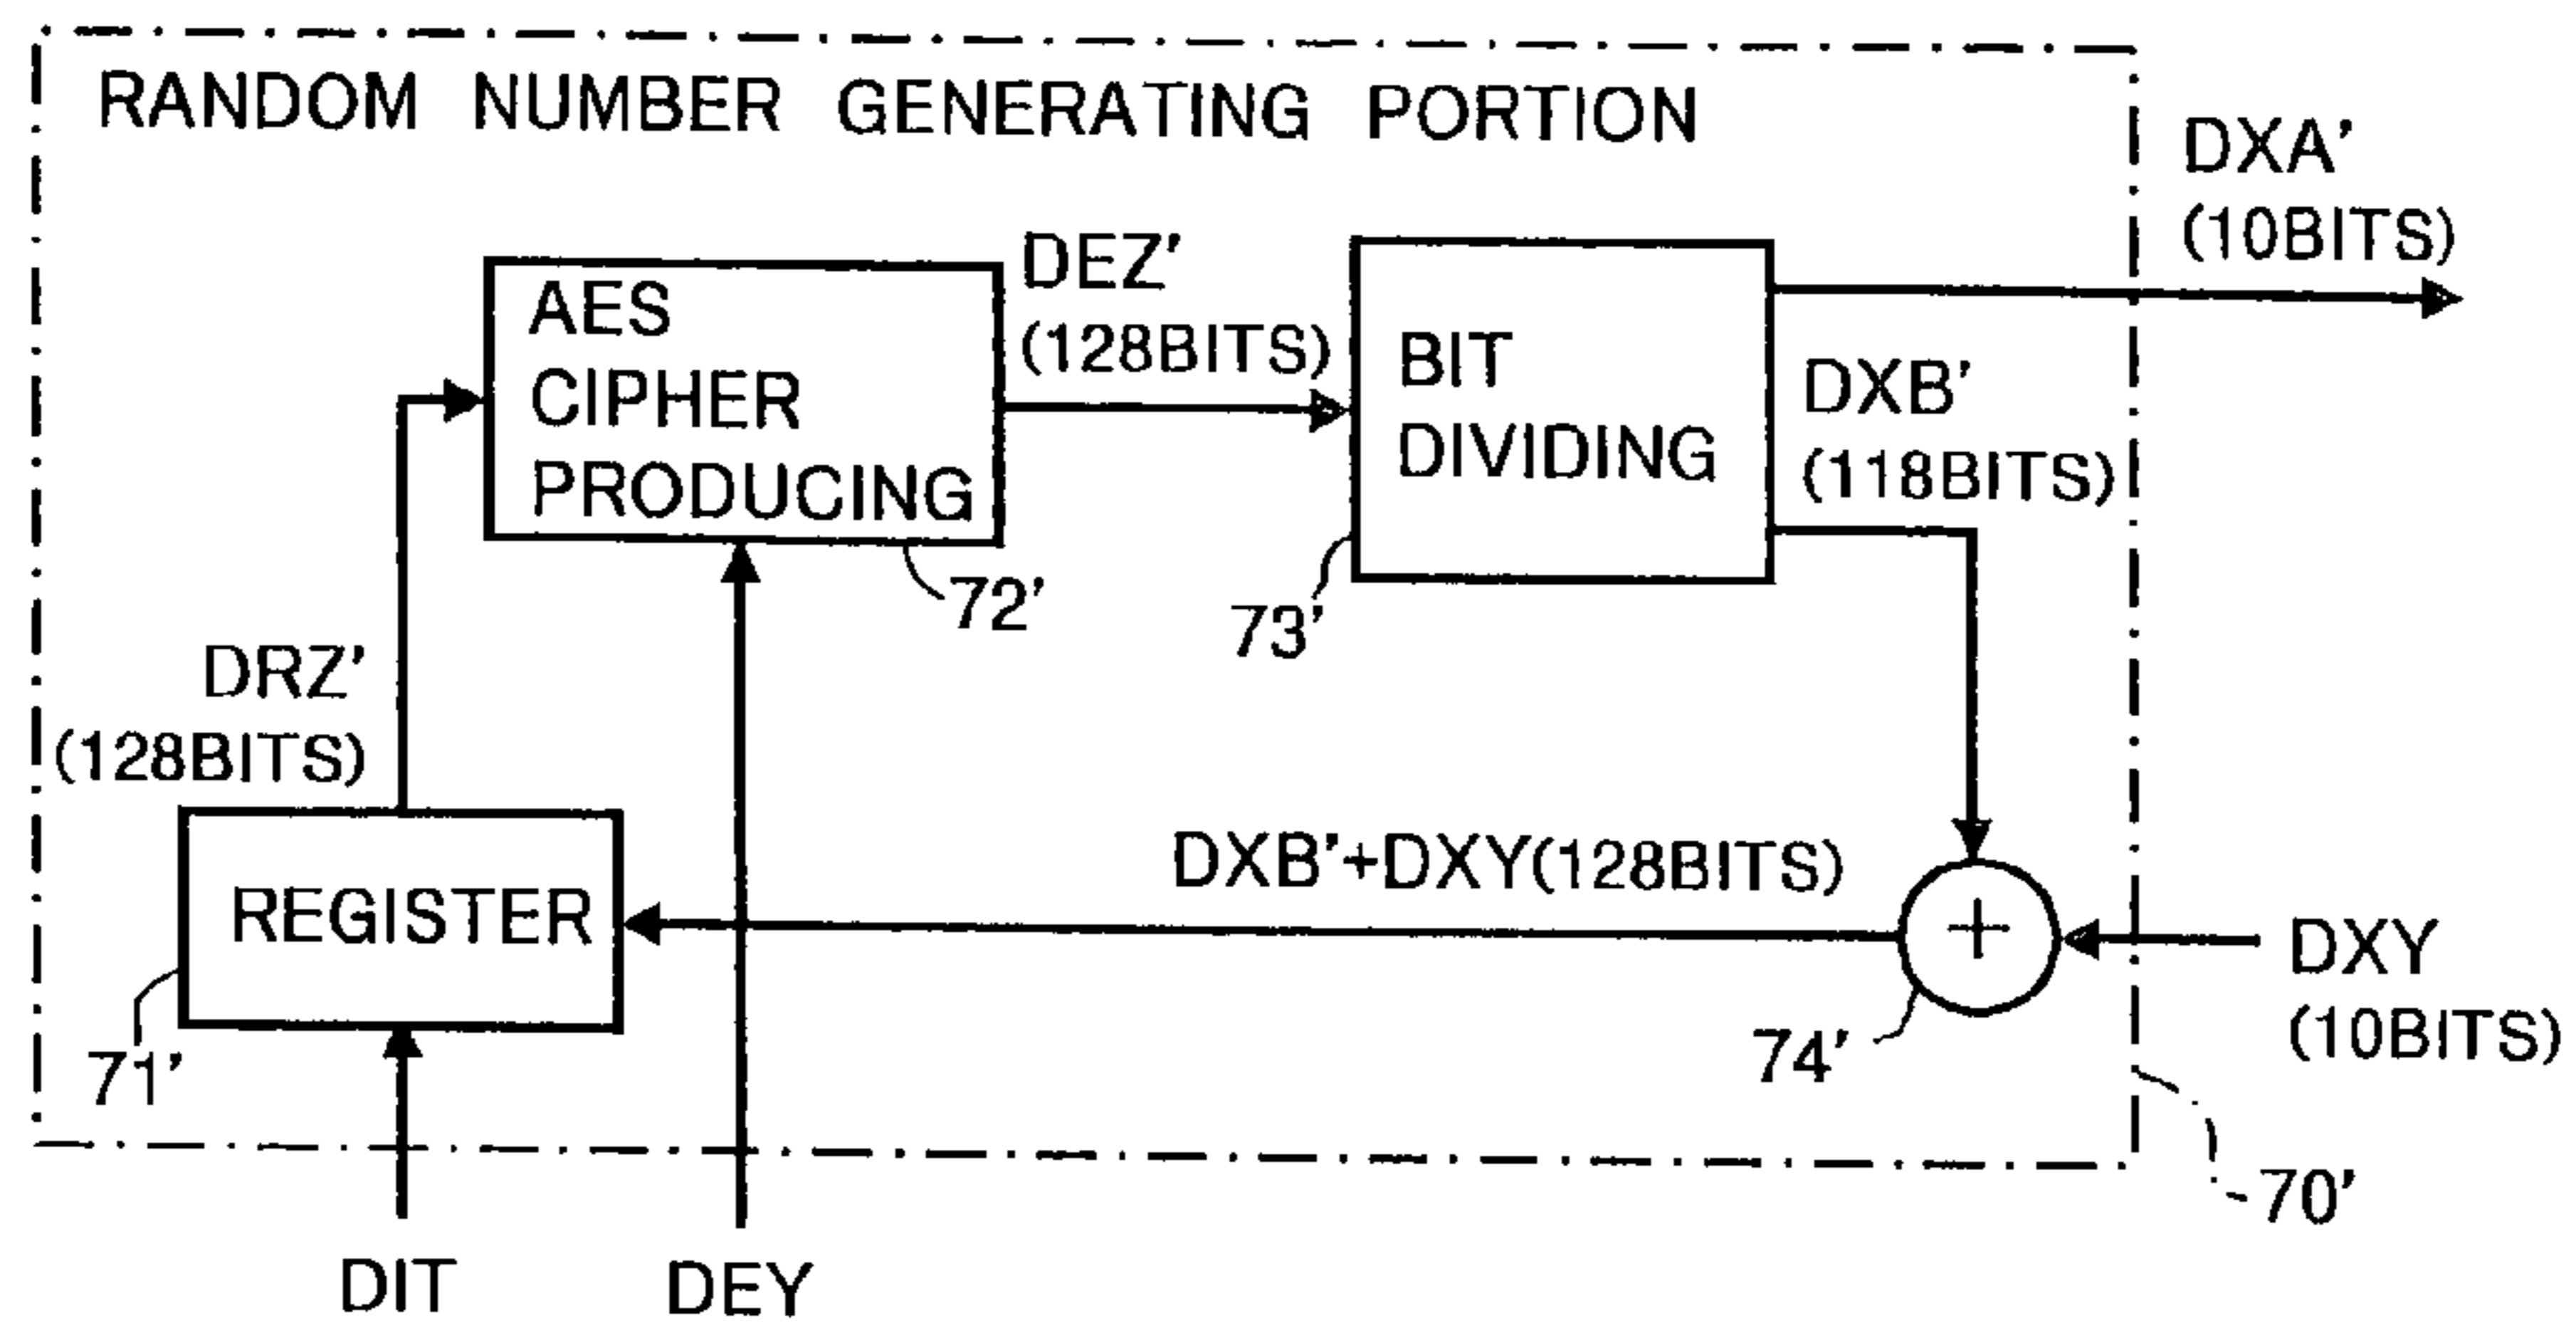 RANDOM NUMBER GENERATING PORTION
DXA'
(10BITS)
AES
CIPHER
PRODUCING
DEZ'
(128BITS)
BIT
DIVIDING
DXB'
(118BITS)
72'
73'
DRZ'
(128BITS)
DXB'+DXY(128BITS)
REGISTER
+
DXY
(10BITS)
71'
74'
70'
DIT
DEY